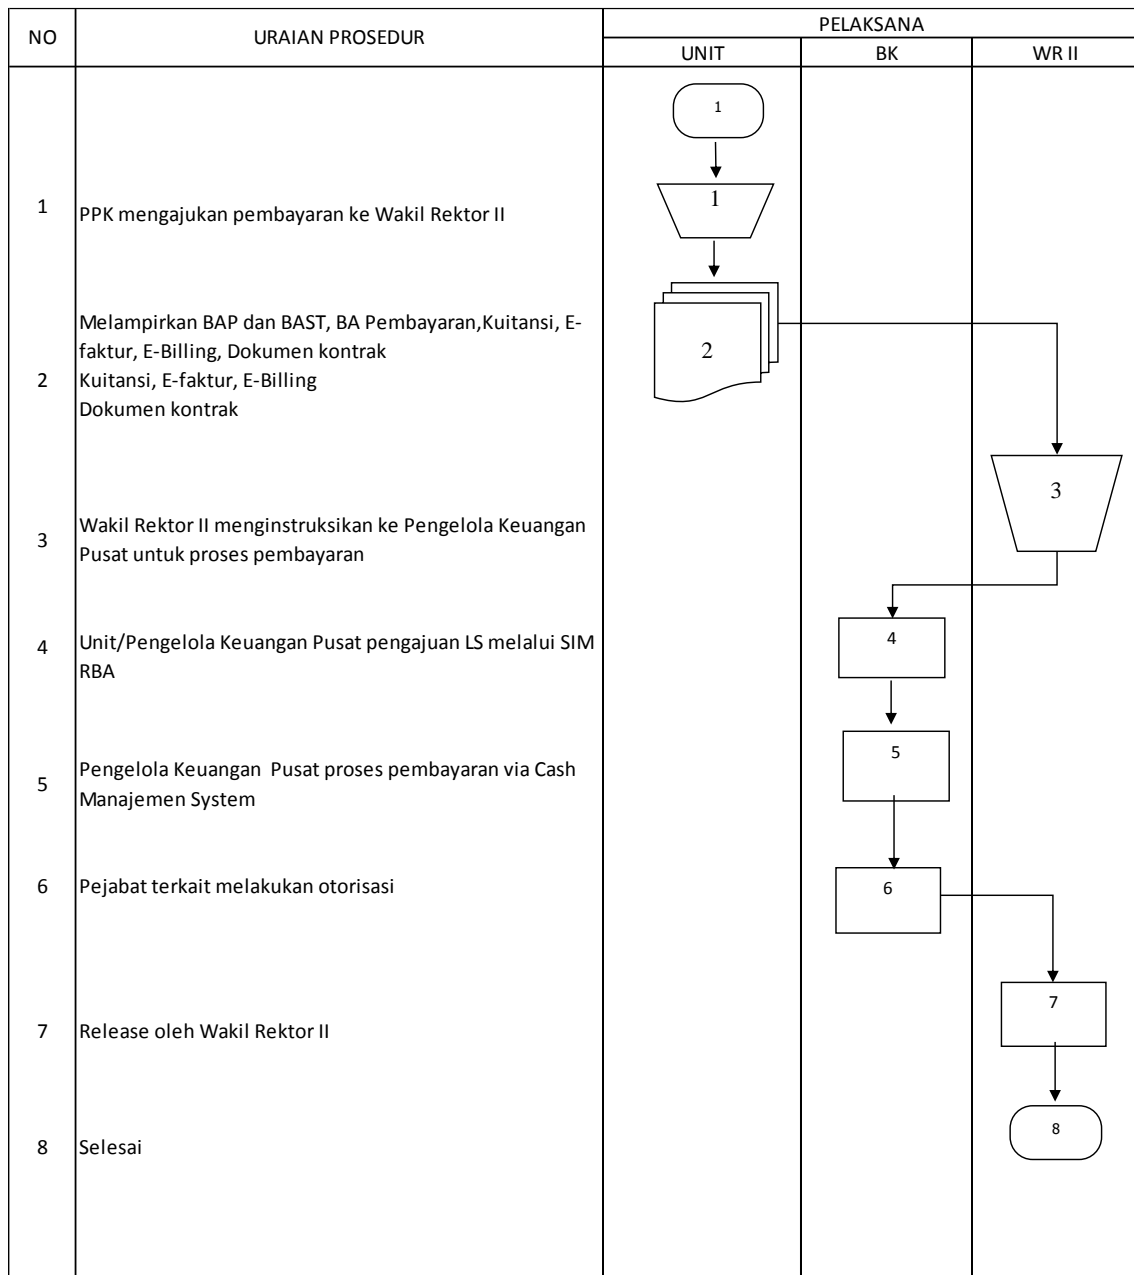 NO
URAIAN PROSEDUR
PELAKSANA
UNIT
BK
WR II
1
1
PPK mengajukan pembayaran ke Wakil Rektor II
1
Melampirkan BAP dan BAST, BA Pembayaran,Kuitansi, E-
faktur, E-Billing, Dokumen kontrak
2
Kuitansi, E-faktur, E-Billing
Dokumen kontrak
2
3
Wakil Rektor II menginstruksikan ke Pengelola Keuangan
Pusat untuk proses pembayaran
3
4
Unit/Pengelola Keuangan Pusat pengajuan LS melalui SIM
RBA
4
5
Pengelola Keuangan  Pusat proses pembayaran via Cash
Manajemen System
5
6
Pejabat terkait melakukan otorisasi
6
7
Release oleh Wakil Rektor II
7
8
Selesai
8